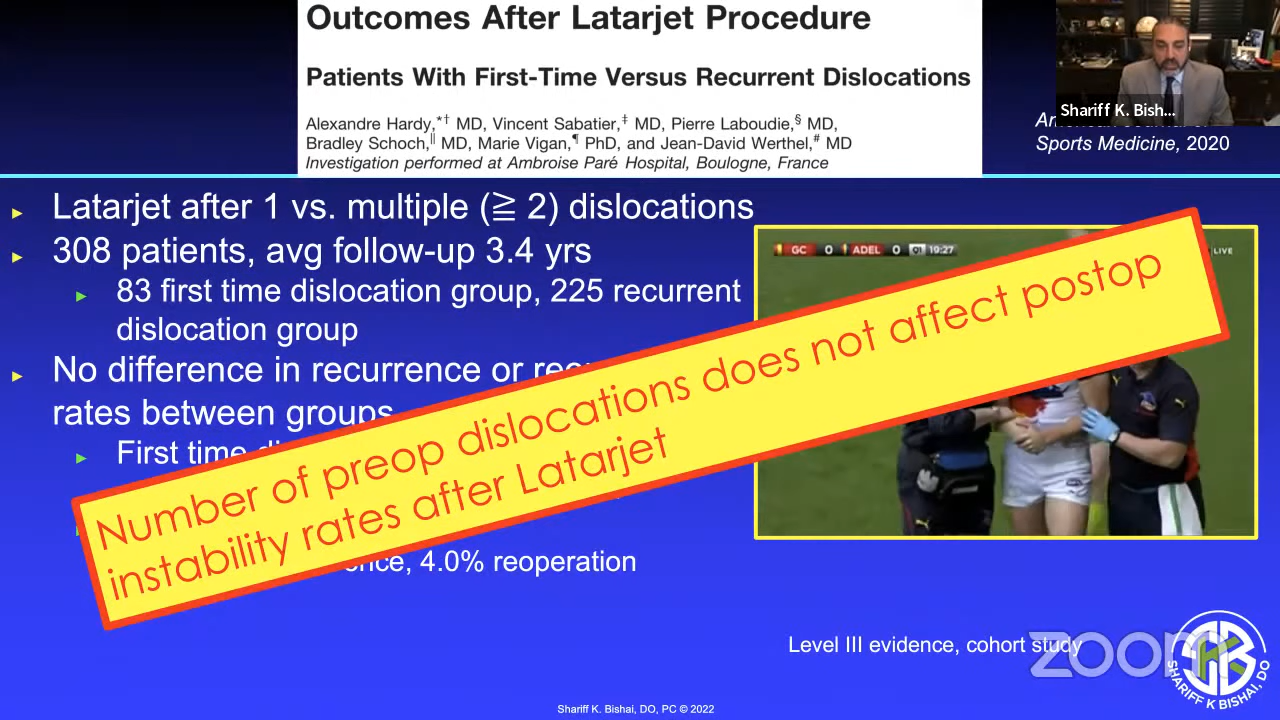 Outcomes After Latarjet Procedure
Patients With First-Time Versus Recurrent Dislocations
Alexandre Hardy,*† MD, Vincent Sabatier,‡ MD, Pierre Laboudie,§ MD,
Bradley Schoch,|| MD, Marie Vigan,¶ PhD, and Jean-David Werthel,# MD
Investigation performed at Ambroise Paré Hospital, Boulogne, France
Shariff K. Bish...
Sports Medicine, 2020
Latarjet after 1 vs. multiple (≧ 2) dislocations
308 patients, avg follow-up 3.4 yrs
83 first time dislocation group, 225 recurrent
dislocation group
No difference in recurrence or
rates between groups
First time
4.0% reoperation
Number of preop dislocations does not affect postop
instability rates after Latarjet
GC 0 ADEL 0 Q1 19:27
LIVE
Level III evidence, cohort study
zoom
SHARIFF K BISHAI, DO
Shariff K. Bishai, DO, PC © 2022